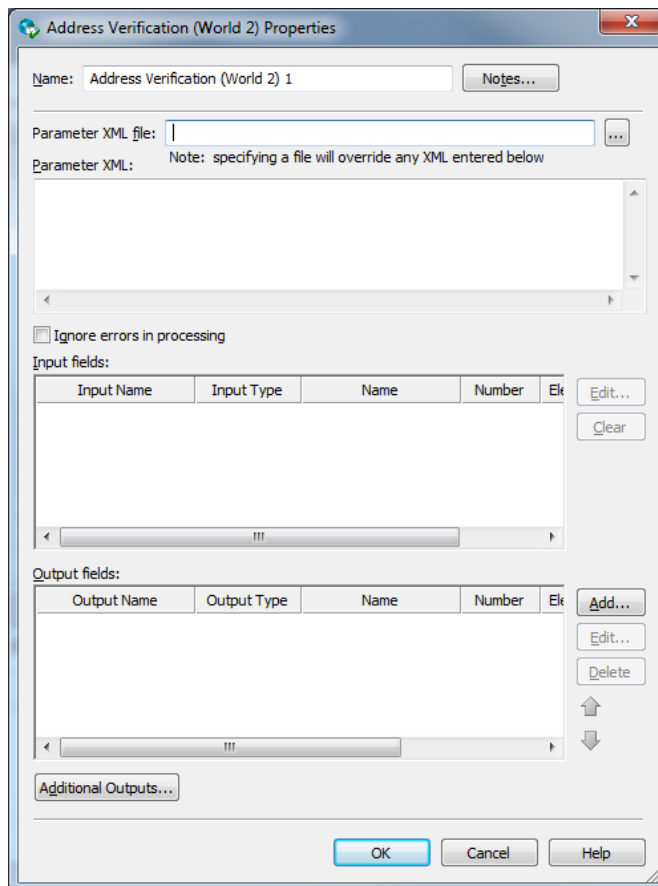 Address Verification (World 2) Properties
Name: Address Verification (World 2) 1 Notes...
Parameter XML file: ...
Note: specifying a file will override any XML entered below
Parameter XML:
Ignore errors in processing
Input fields:
Input Name Input Type Name Number Ele
Edit...
Clear
Output fields:
Output Name Output Type Name Number Ele
Add...
Edit...
Delete
Additional Outputs...
OK Cancel Help